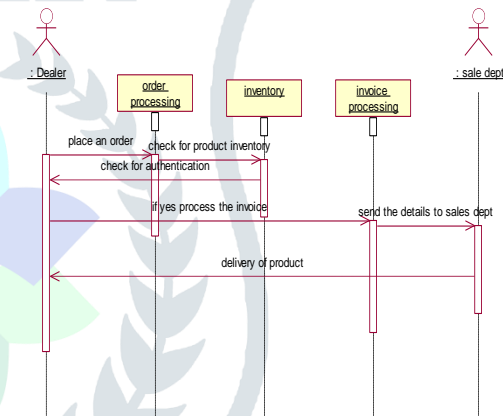 : Dealer
order
processing
inventory
invoice
processing
: sale dept
place an order
check for product inventory
check for authentication
if yes process the invoice
send the details to sales dept
delivery of product